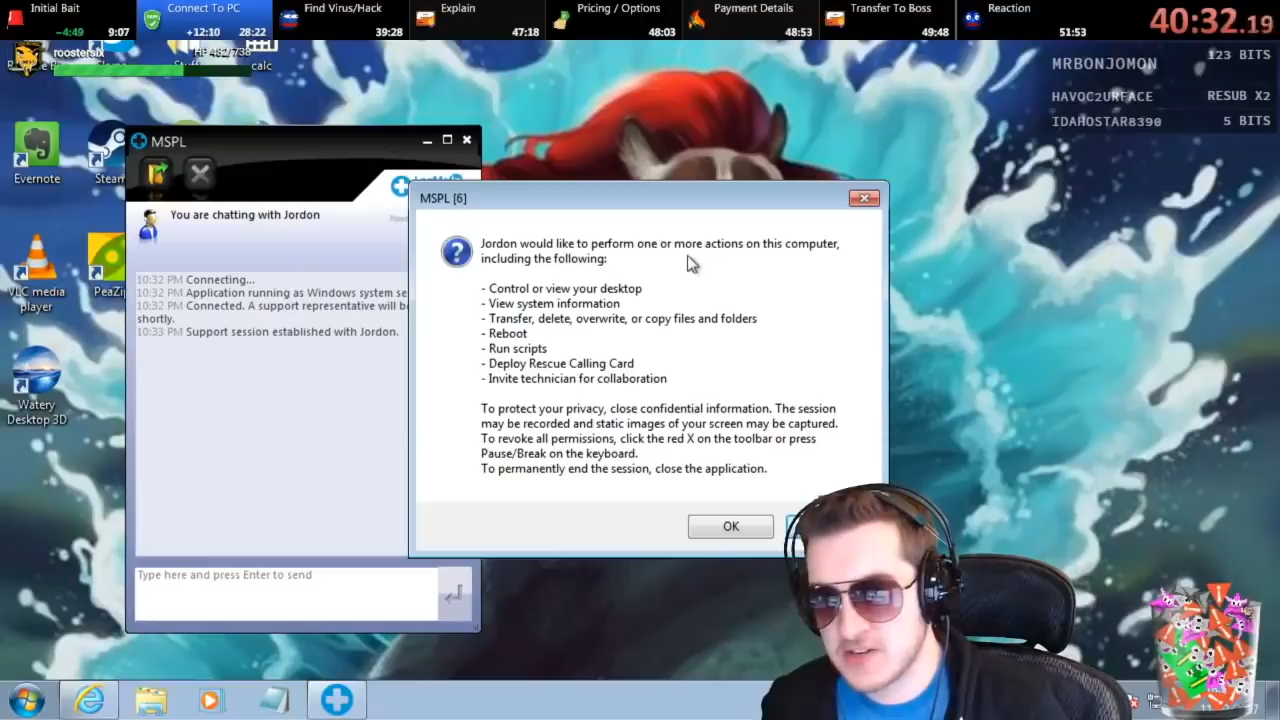 Initial Bait
-4:49 9:07
Connect To PC
+12:10 28:22
Find Virus/Hack
39:28
Explain
47:18
Pricing / Options
48:03
Payment Details
48:53
Transfer To Boss
49:48
Reaction
51:53
40:32.19
roostersix
HP 482/738
calc
MRBONJOMON 123 BITS
HAVOC2URFACE RESUB X2
IDAHOSTAR8390 5 BITS
Evernote
Steam
VLC media
player
PeaZip
Watery
Desktop 3D
MSPL
You are chatting with Jordon
10:32 PM Connecting...
10:32 PM Application running as Windows system se
10:32 PM Connected. A support representative will be
shortly.
10:33 PM Support session established with Jordon.
Type here and press Enter to send
MSPL [6]
Jordon would like to perform one or more actions on this computer,
including the following:
- Control or view your desktop
- View system information
- Transfer, delete, overwrite, or copy files and folders
- Reboot
- Run scripts
- Deploy Rescue Calling Card
- Invite technician for collaboration
To protect your privacy, close confidential information. The session
may be recorded and static images of your screen may be captured.
To revoke all permissions, click the red X on the toolbar or press
Pause/Break on the keyboard.
To permanently end the session, close the application.
OK